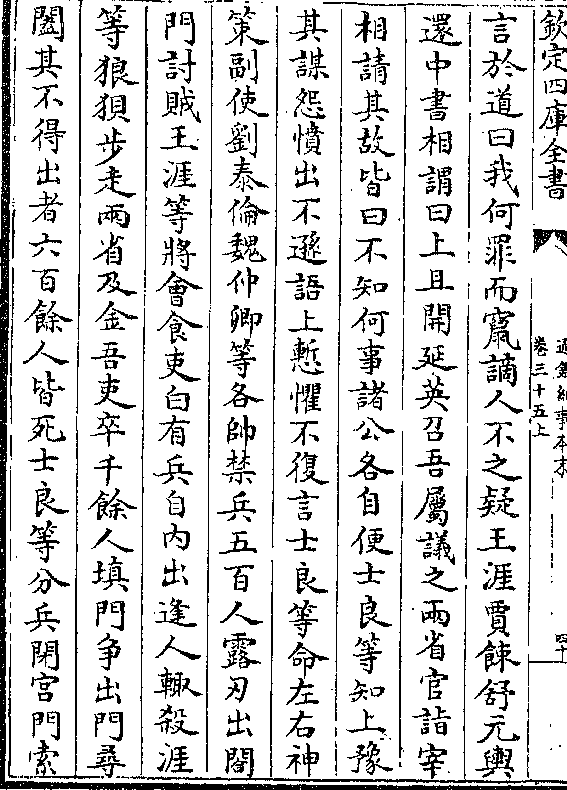 欽定四庫全書
通鑑紀事本末
卷三十五上
四十
言於道曰我何罪而竄謫人不之疑王涯賈餗舒元輿
還中書相謂曰上且開延英召吾屬議之兩省官詣宰
相請其故皆曰不知何事諸公各自便士良等知上豫
其謀怨憤出不遜語上慙懼不復言士良等命左右神
策副使劉泰倫魏仲卿等各帥禁兵五百人露刃出閤
門討賊王涯等將會食吏白有兵自內出逢人輙殺涯
等狼狽步走兩省及金吾吏卒千餘人填門爭出門尋
闔其不得出者六百餘人皆死士良等分兵閉宮門索